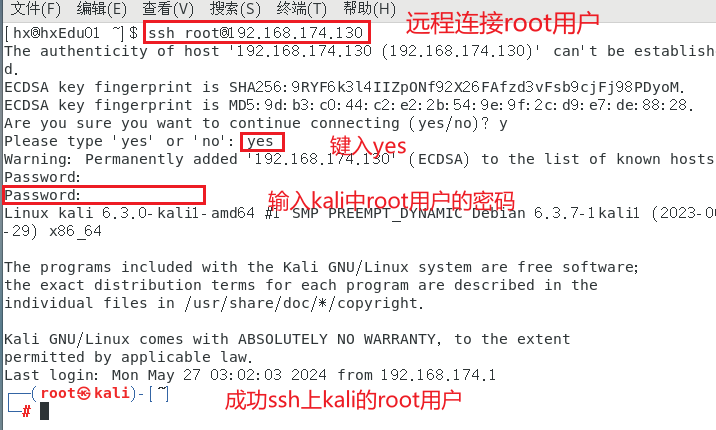 文件(F) 编辑(E) 查看(V) 搜索(S) 终端(T) 帮助(H)
[hx@hxEdu01 ~]$ ssh root@192.168.174.130 远程连接root用户
The authenticity of host '192.168.174.130 (192.168.174.130)' can't be establishe
d.
ECDSA key fingerprint is SHA256:9RYF6k3l4IIZpONf92X26FAfzd3vFsb9cjFj98PDyoM.
ECDSA key fingerprint is MD5:9d:b3:c0:44:c2:e2:2b:54:9e:9f:2c:d9:e7:de:88:28.
Are you sure you want to continue connecting (yes/no)? y
Please type 'yes' or 'no': yes 键入yes
Warning: Permanently added '192.168.174.130' (ECDSA) to the list of known hosts
Password:
Password: 输入kali中root用户的密码
Linux kali 6.3.0-kali1-amd64 #1 SMP PREEMPT_DYNAMIC Debian 6.3.7-1kali1 (2023-06
-29) x86_64
The programs included with the Kali GNU/Linux system are free software;
the exact distribution terms for each program are described in the
individual files in /usr/share/doc/*/copyright.
Kali GNU/Linux comes with ABSOLUTELY NO WARRANTY, to the extent
permitted by applicable law.
Last login: Mon May 27 03:02:03 2024 from 192.168.174.1
┌──(root㉿kali)-[~]
└─# 成功ssh上kali的root用户